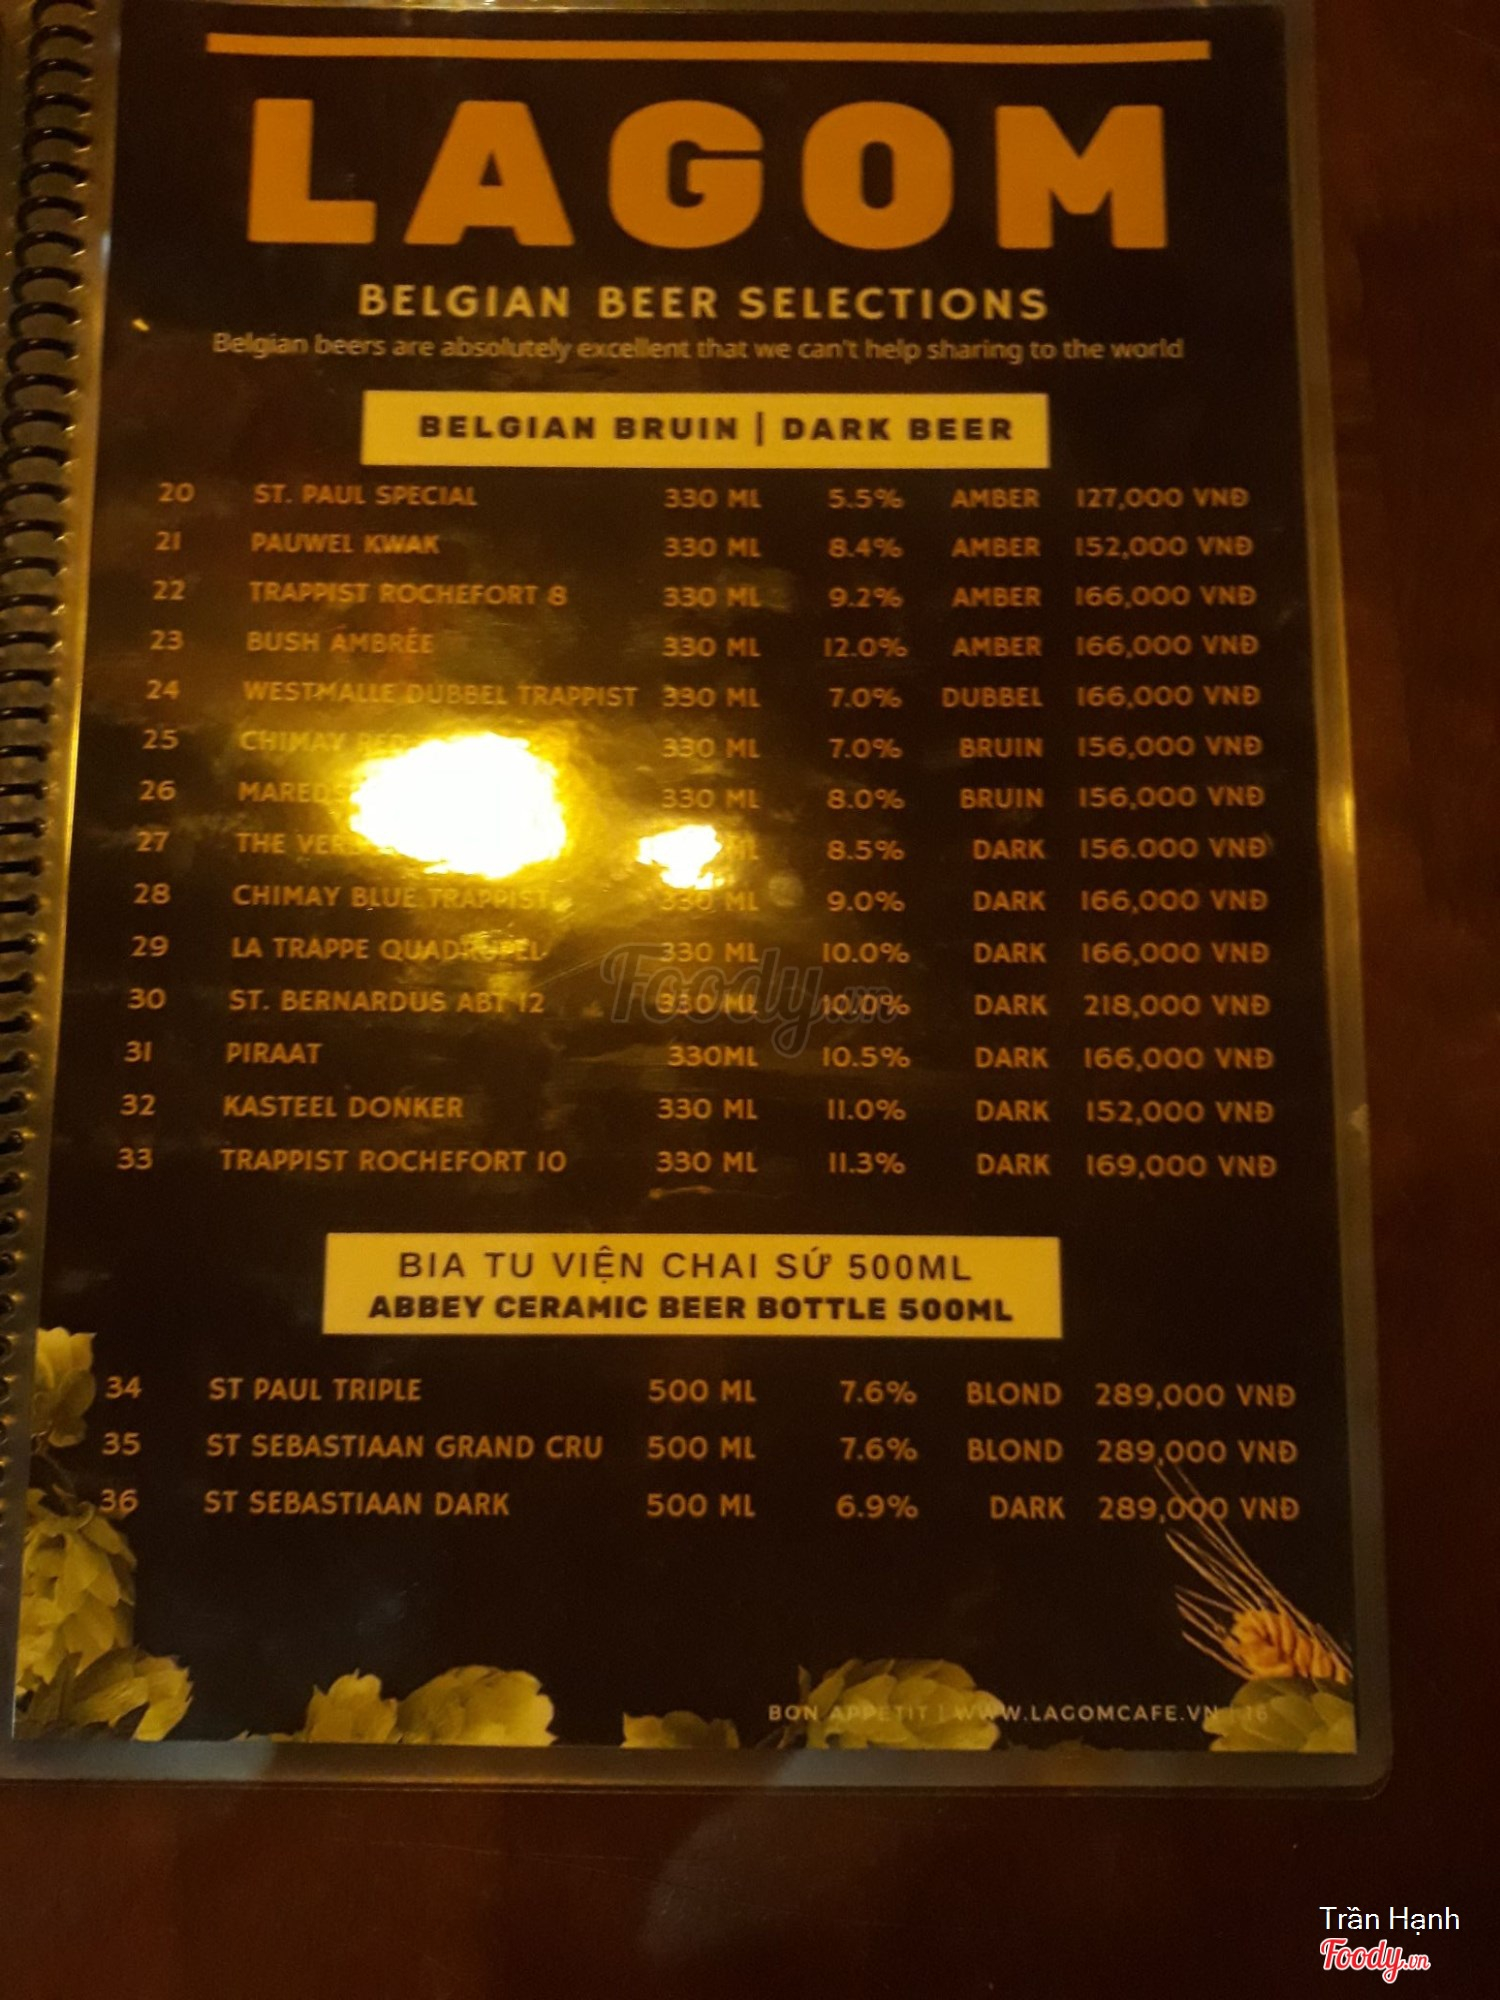 LAGOM
BELGIAN BEER SELECTIONS
Belgian beers are absolutely excellent that we can't help sharing to the world
BELGIAN BRUIN | DARK BEER
20 ST. PAUL SPECIAL 330 ML 5.5% AMBER 127,000 VNĐ
21 PAUWEL KWAK 330 ML 8.4% AMBER 152,000 VNĐ
22 TRAPPIST ROCHEFORT 8 330 ML 9.2% AMBER 166,000 VNĐ
23 BUSH AMBRÉE 330 ML 12.0% AMBER 166,000 VNĐ
24 WESTMALLE DUBBEL TRAPPIST 330 ML 7.0% DUBBEL 166,000 VNĐ
25 CHIMAY RED 330 ML 7.0% BRUIN 156,000 VNĐ
26 330 ML 8.0% BRUIN 156,000 VNĐ
27 THE ML 8.5% DARK 156.000 VNĐ
28 CHIMAY BLUE TRAPPIST 330 ML 9.0% DARK 166,000 VNĐ
29 LA TRAPPE QUADRUPEL 330 ML 10.0% DARK 166,000 VNĐ
30 ST. BERNARDUS ABT 12 330 ML 10.0% DARK 218,000 VNĐ
31 PIRAAT 330ML 10.5% DARK 166,000 VNĐ
32 KASTEEL DONKER 330 ML 11.0% DARK 152,000 VNĐ
33 TRAPPIST ROCHEFORT 10 330 ML 11.3% DARK 169,000 VNĐ
BIA TU VIỆN CHAI SỨ 500ML
ABBEY CERAMIC BEER BOTTLE 500ML
34 ST PAUL TRIPLE 500 ML 7.6% BLOND 289,000 VNĐ
35 ST SEBASTIAAN GRAND CRU 500 ML 7.6% BLOND 289,000 VNĐ
36 ST SEBASTIAAN DARK 500 ML 6.9% DARK 289,000 VNĐ
BON APPETIT | WWW.LAGOMCAFE.VN | 16
Foody.vn
Trần Hạnh
Foody.vn